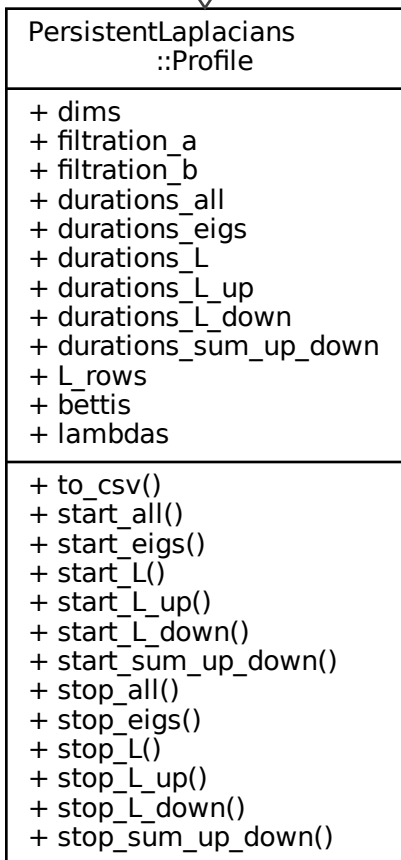 PersistentLaplacians
::Profile
+ dims
+ filtration_a
+ filtration_b
+ durations_all
+ durations_eigs
+ durations_L
+ durations_L_up
+ durations_L_down
+ durations_sum_up_down
+ L_rows
+ bettis
+ lambdas
+ to_csv()
+ start_all()
+ start_eigs()
+ start_L()
+ start_L_up()
+ start_L_down()
+ start_sum_up_down()
+ stop_all()
+ stop_eigs()
+ stop_L()
+ stop_L_up()
+ stop_L_down()
+ stop_sum_up_down()